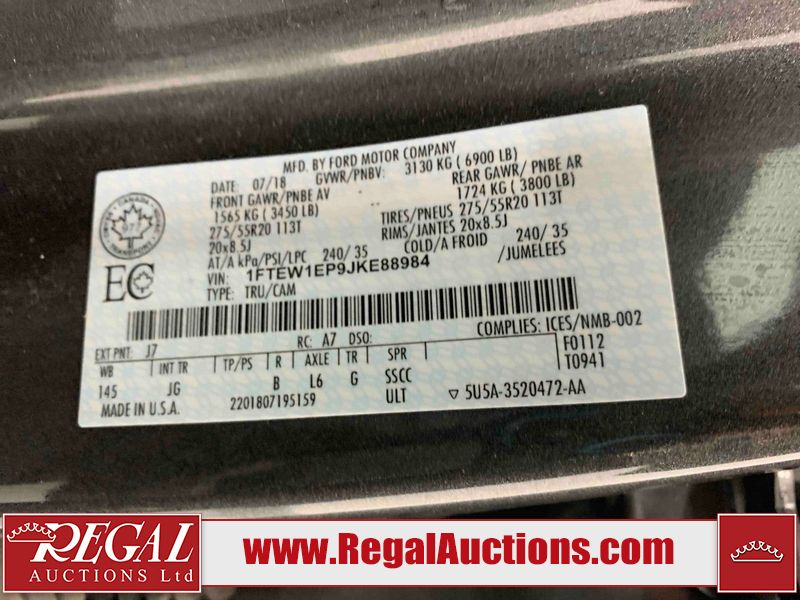 MFD. BY FORD MOTOR COMPANY
DATE: 07/18 GVWR/PNBV: 3130 KG ( 6900 LB)
FRONT GAWR/PNBE AV REAR GAWR/ PNBE AR
1565 KG ( 3450 LB) 1724 KG ( 3800 LB)
275/55R20 113T TIRES/PNEUS 275/55R20 113T
20x8.5J RIMS/JANTES 20x8.5J
AT/A kPa/PSI/LPC 240/ 35 COLD/A FROID 240/ 35
VIN: 1FTEW1EP9JKE88984 /JUMELEES
TYPE: TRU/CAM
CANADA
TRANSPORT
EC
COMPLIES: ICES/NMB-002
EXT PNT: J7 RC: A7 DSO: F0112
WB INT TR TP/PS R AXLE TR SPR T0941
145 JG B L6 G SSCC
ULT
MADE IN U.S.A. 2201807195159 ▽ 5U5A-3520472-AA
REGAL
AUCTIONS Ltd
www.RegalAuctions.com